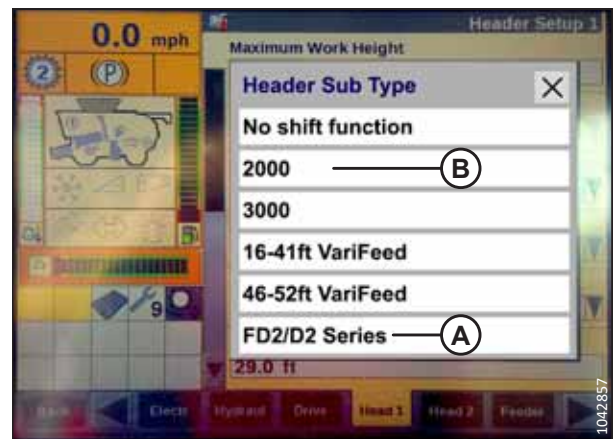 0.0 mph
Header Setup 1
Maximum Work Height
2
P
Header Sub Type
No shift function
2000
B
3000
16-41ft VariFeed
46-52ft VariFeed
FD2/D2 Series
A
9
29.0 ft
Back
Electr
Hydraul
Drive
Head 1
Head 2
Feeder
1042857